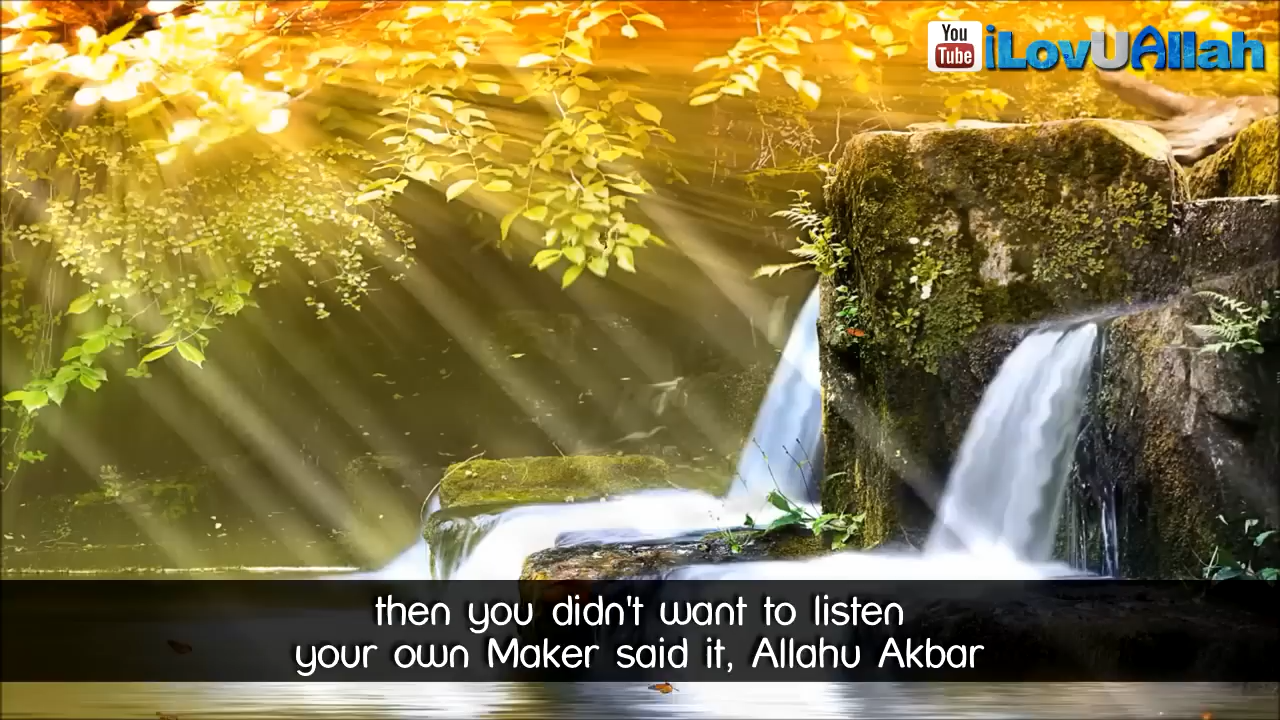 You Tube iLovUAllah
then you didn't want to listen
your own Maker said it, Allahu Akbar